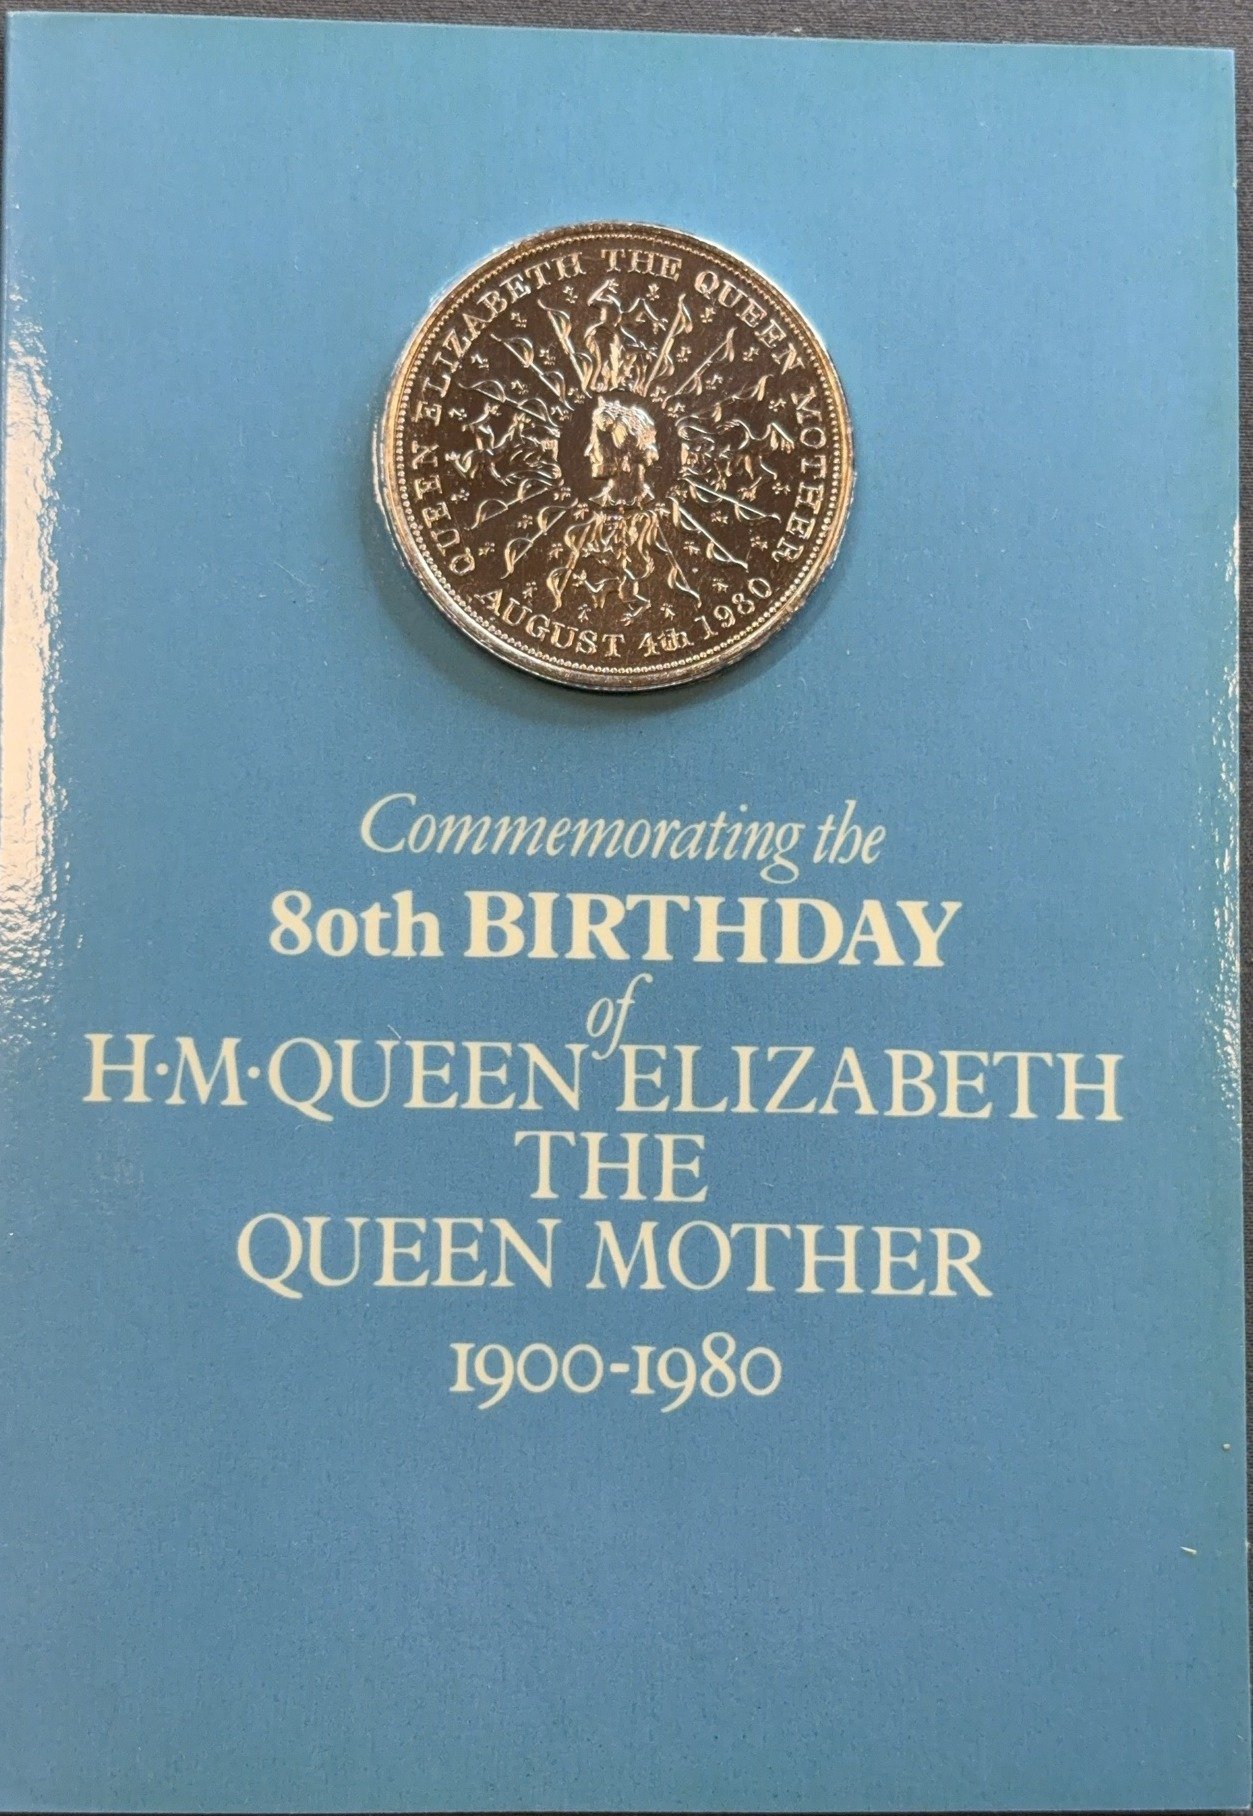 QUEEN ELIZABETH THE QUEEN MOTHER
AUGUST 4th 1980
Commemorating the
80th BIRTHDAY
of
H·M·QUEEN ELIZABETH
THE
QUEEN MOTHER
1900-1980